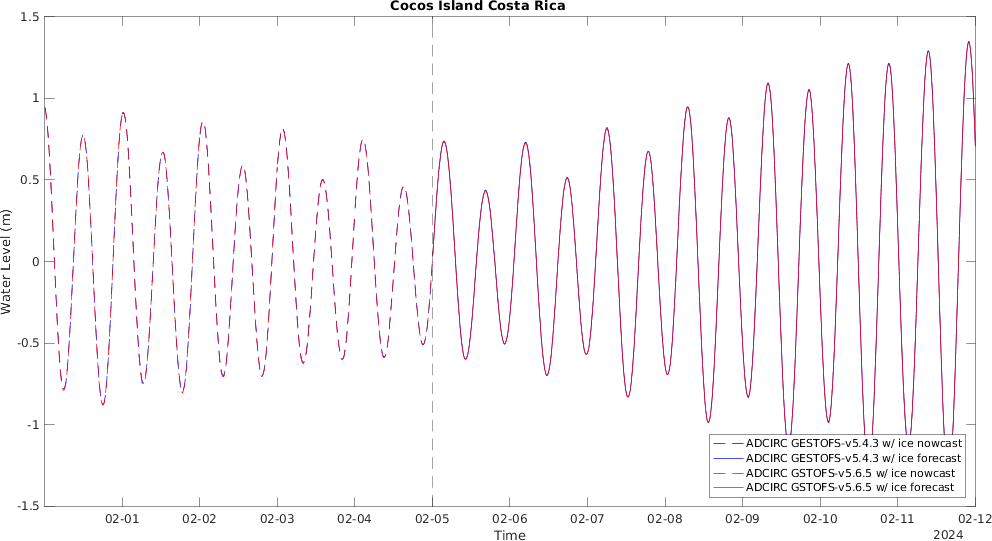 Cocos Island Costa Rica
1.5
1
0.5
0
-0.5
-1
-1.5
Water Level (m)
ADCIRC GESTOFS-v5.4.3 w/ ice nowcast
ADCIRC GESTOFS-v5.4.3 w/ ice forecast
ADCIRC GSTOFS-v5.6.5 w/ ice nowcast
ADCIRC GSTOFS-v5.6.5 w/ ice forecast
02-01 02-02 02-03 02-04 02-05 02-06 02-07 02-08 02-09 02-10 02-11 02-12
Time
2024